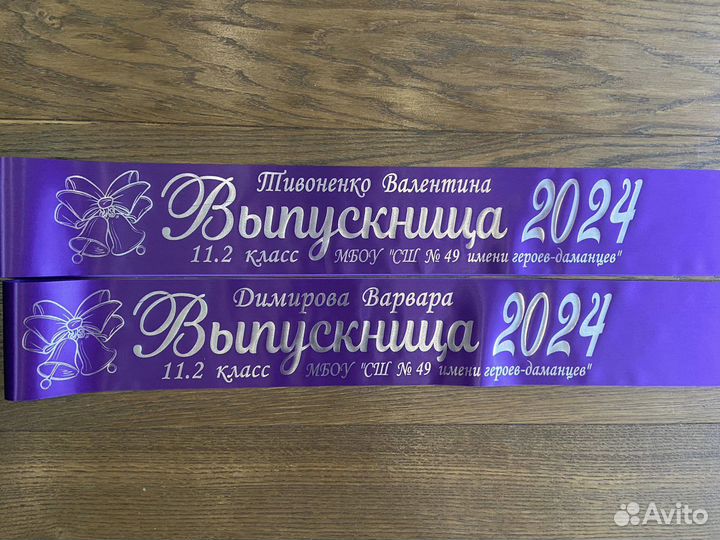 Тивоненко Валентина
Выпускница 2024
11.2 класс МБОУ "СШ № 49 имени героев-даманцев"
Димирова Варвара
Выпускница 2024
11.2 класс МБОУ "СШ № 49 имени героев-даманцев"
Avito